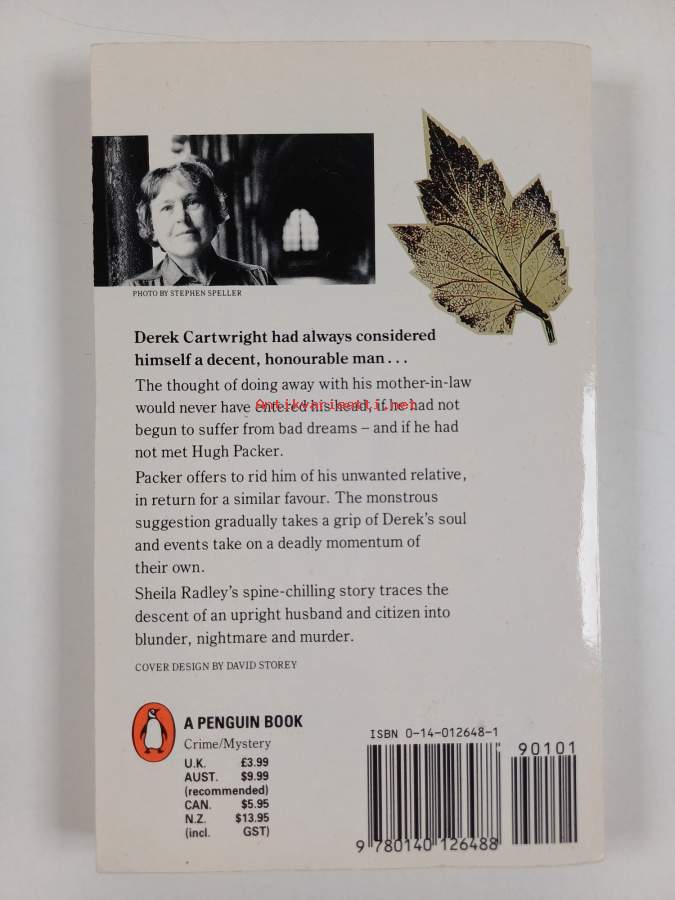 PHOTO BY STEPHEN SPELLER
Derek Cartwright had always considered
himself a decent, honourable man...
The thought of doing away with his mother-in-law
would never have entered his head, if he had not
Antikvariaatti.net
begun to suffer from bad dreams – and if he had
not met Hugh Packer.
Packer offers to rid him of his unwanted relative,
in return for a similar favour. The monstrous
suggestion gradually takes a grip of Derek's soul
and events take on a deadly momentum of
their own.
Sheila Radley's spine-chilling story traces the
descent of an upright husband and citizen into
blunder, nightmare and murder.
COVER DESIGN BY DAVID STOREY
A PENGUIN BOOK
Crime/Mystery
U.K. £3.99
AUST. $9.99
(recommended)
CAN. $5.95
N.Z. $13.95
(incl. GST)
ISBN 0-14-012648-1
90101
9 780140 126488